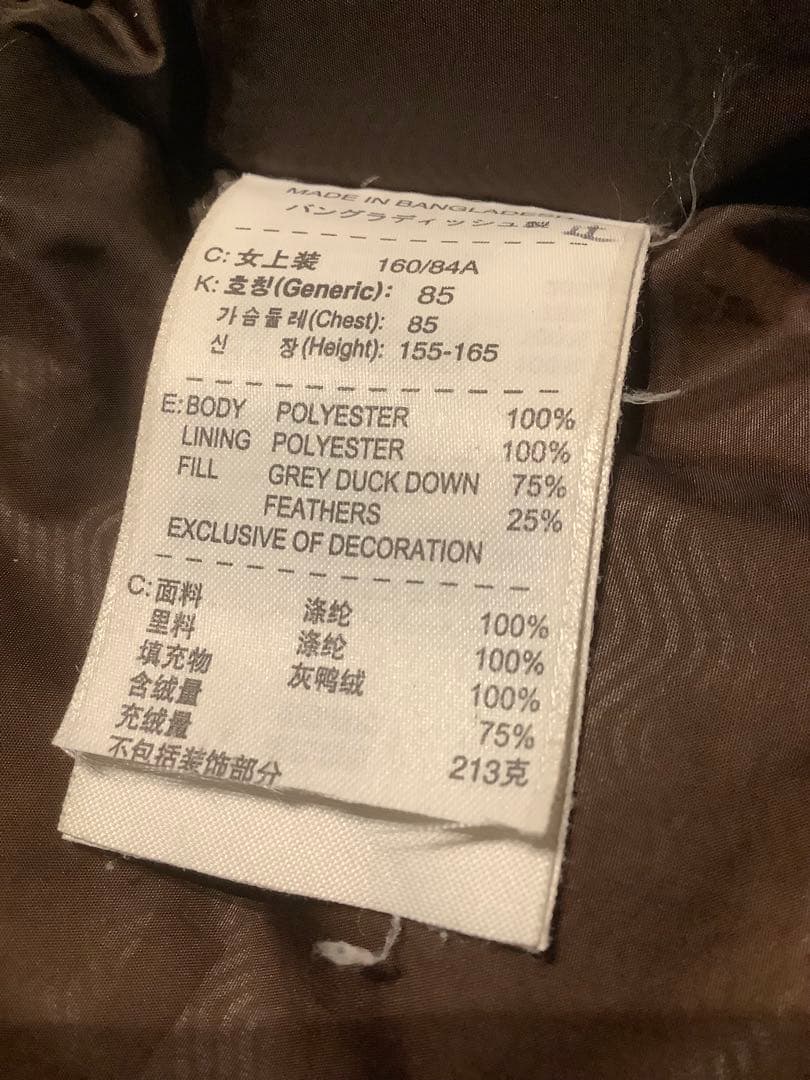 MADE IN BANGLADESH
バングラディッシュ製
C: 女上装 160/84A
K: 호칭(Generic): 85
가슴둘레(Chest): 85
신 장(Height): 155-165
E: BODY POLYESTER 100%
LINING POLYESTER 100%
FILL GREY DUCK DOWN 75%
FEATHERS 25%
EXCLUSIVE OF DECORATION
C: 面料 涤纶 100%
里料 涤纶 100%
填充物 灰鸭绒 100%
含绒量 75%
充绒量 213克
不包括装饰部分